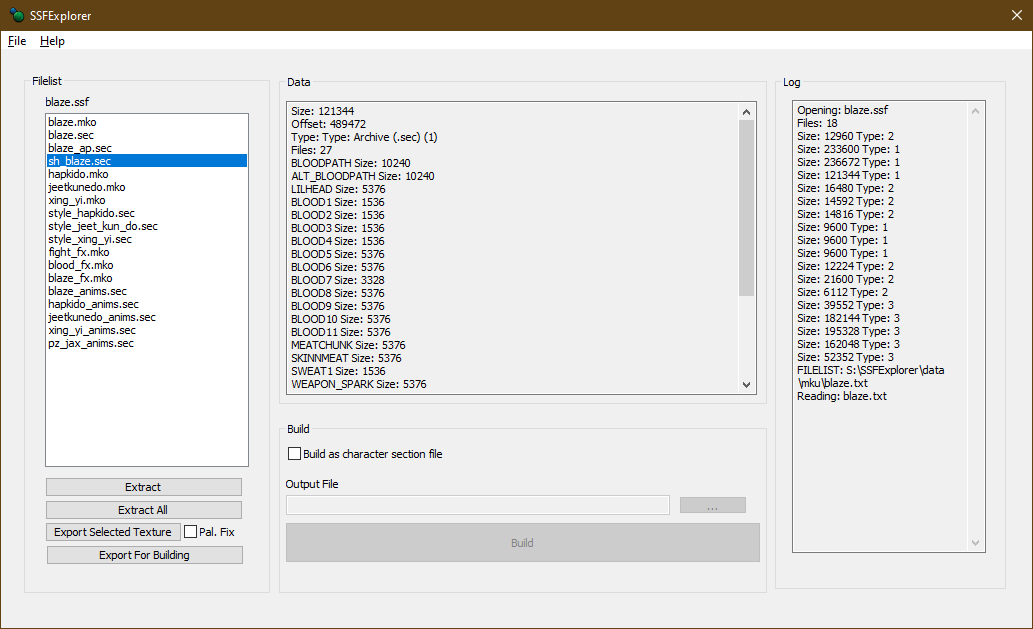 SSFExplorer
File Help
Filelist
blaze.ssf
blaze.mko
blaze.sec
blaze_ap.sec
sh_blaze.sec
hapkido.mko
jeetkunedo.mko
xing_yi.mko
style_hapkido.sec
style_jeet_kun_do.sec
style_xing_yi.sec
fight_fx.mko
blood_fx.mko
blaze_fx.mko
blaze_anims.sec
hapkido_anims.sec
jeetkunedo_anims.sec
xing_yi_anims.sec
pz_jax_anims.sec
Extract
Extract All
Export Selected Texture
Pal. Fix
Export For Building
Data
Size: 121344
Offset: 489472
Type: Type: Archive (.sec) (1)
Files: 27
BLOODPATH Size: 10240
ALT_BLOODPATH Size: 10240
LILHEAD Size: 5376
BLOOD1 Size: 1536
BLOOD2 Size: 1536
BLOOD3 Size: 1536
BLOOD4 Size: 1536
BLOOD5 Size: 5376
BLOOD6 Size: 5376
BLOOD7 Size: 3328
BLOOD8 Size: 5376
BLOOD9 Size: 5376
BLOOD10 Size: 5376
BLOOD11 Size: 5376
MEATCHUNK Size: 5376
SKINNMEAT Size: 5376
SWEAT1 Size: 1536
WEAPON_SPARK Size: 5376
Build
Build as character section file
Output File
...
Build
Log
Opening: blaze.ssf
Files: 18
Size: 12960 Type: 2
Size: 233600 Type: 1
Size: 236672 Type: 1
Size: 121344 Type: 1
Size: 16480 Type: 2
Size: 14592 Type: 2
Size: 14816 Type: 2
Size: 9600 Type: 1
Size: 9600 Type: 1
Size: 9600 Type: 1
Size: 12224 Type: 2
Size: 21600 Type: 2
Size: 6112 Type: 2
Size: 39552 Type: 3
Size: 182144 Type: 3
Size: 195328 Type: 3
Size: 162048 Type: 3
Size: 52352 Type: 3
FILELIST: S:\SSFExplorer\data
\mku\blaze.txt
Reading: blaze.txt